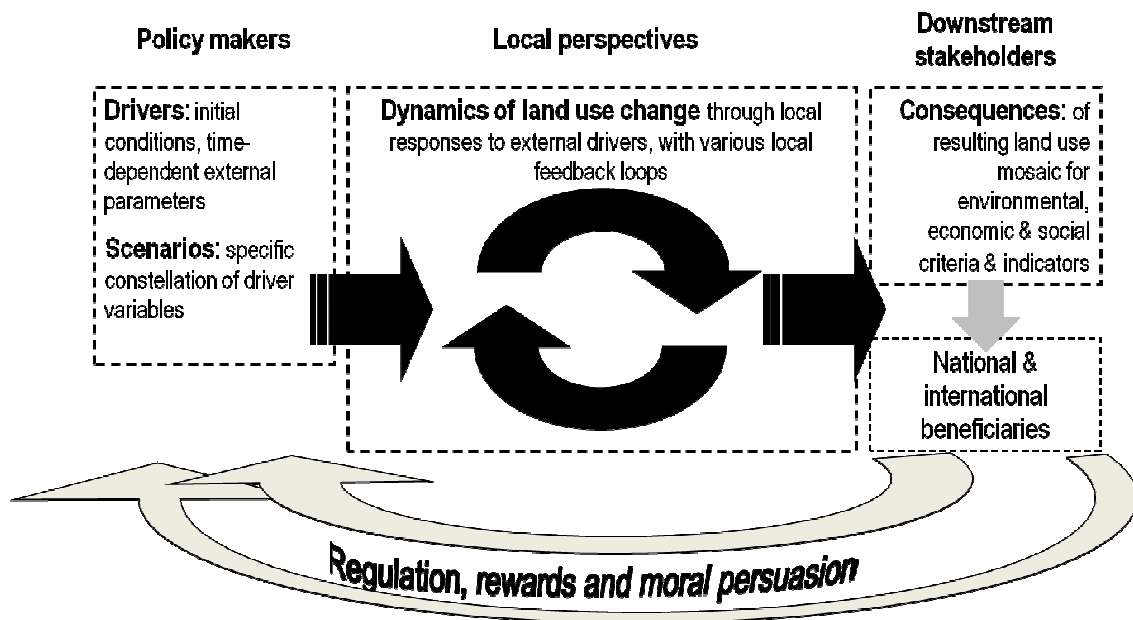 Policy makers
Local perspectives
Downstream
stakeholders
Drivers: initial
conditions, time-
dependent external
parameters
Scenarios: specific
constellation of driver
variables
Dynamics of land use change through local
responses to external drivers, with various local
feedback loops
Consequences: of
resulting land use
mosaic for
environmental,
economic & social
criteria & indicators
National &
international
beneficiaries
Regulation, rewards and moral persuasion